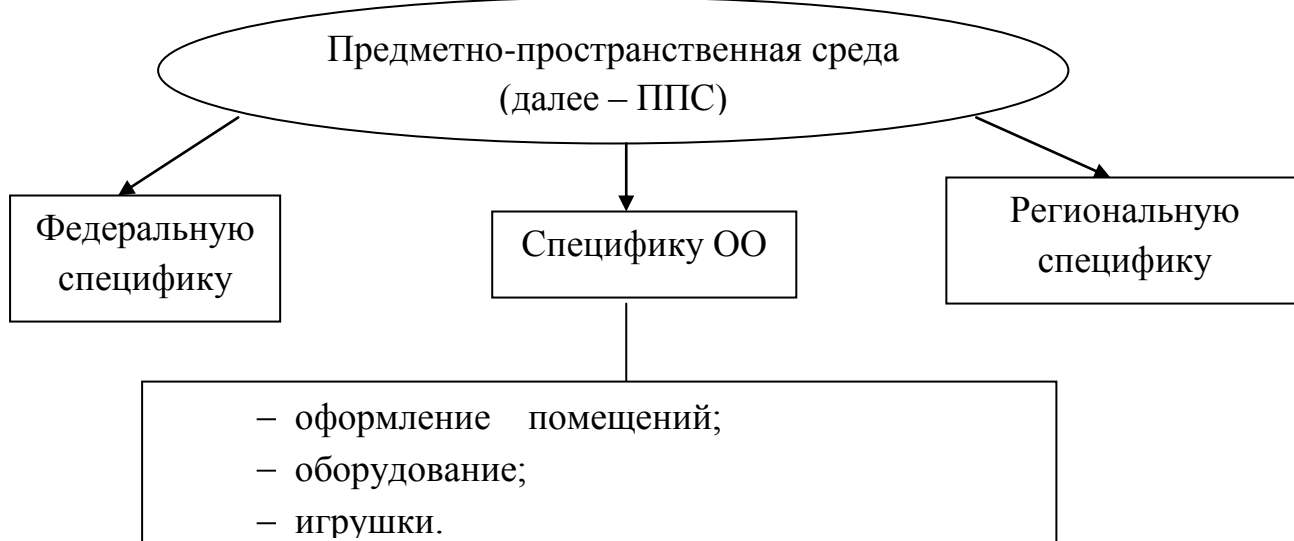 Предметно-пространственная среда
(далее – ППС)
Федеральную
специфику
Специфику ОО
Региональную
специфику
– оформление помещений;
– оборудование;
– игрушки.